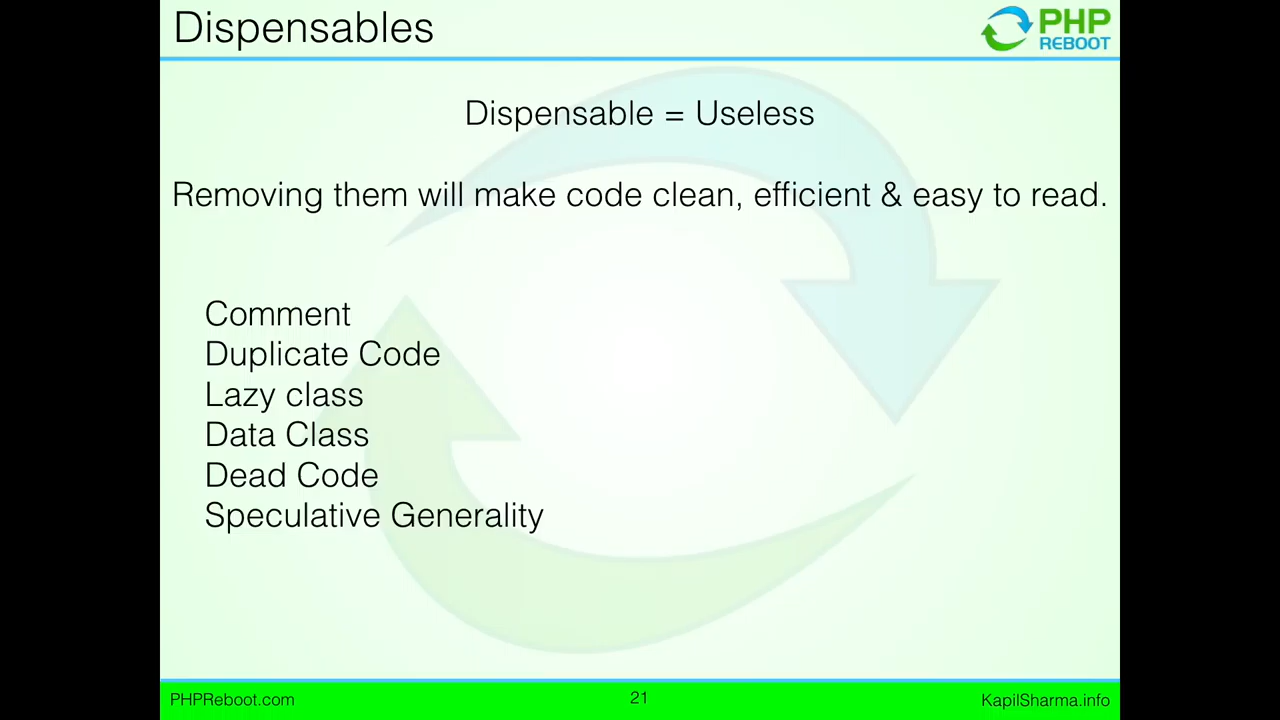 Dispensables
PHP
REBOOT
Dispensable = Useless
Removing them will make code clean, efficient & easy to read.
Comment
Duplicate Code
Lazy class
Data Class
Dead Code
Speculative Generality
PHPReboot.com
21
KapilSharma.info